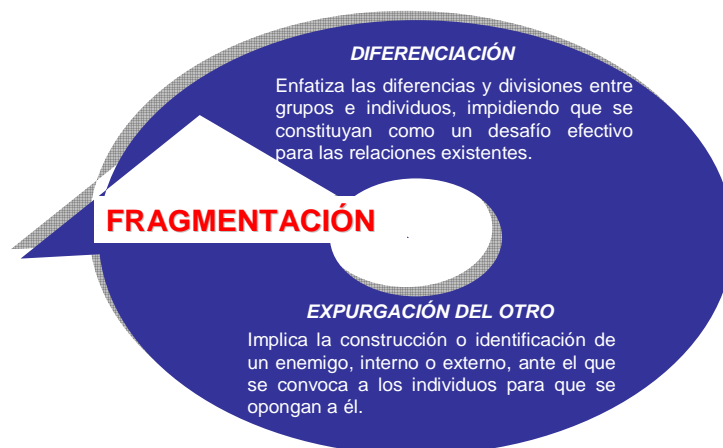 DIFERENCIACIÓN
Enfatiza las diferencias y divisiones entre
grupos e individuos, impidiendo que se
constituyan como un desafío efectivo
para las relaciones existentes.
FRAGMENTACIÓN
EXPURGACIÓN DEL OTRO
Implica la construcción o identificación de
un enemigo, interno o externo, ante el que
se convoca a los individuos para que se
opongan a él.